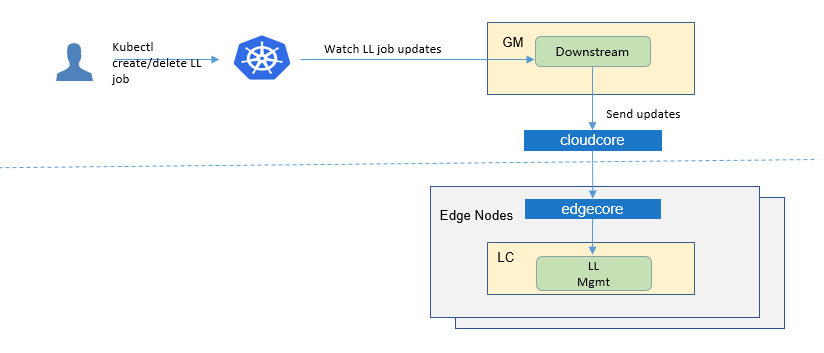 Kubectl
create/delete LL
job
Watch LL job updates
GM
Downstream
Send updates
cloudcore
edgecore
Edge Nodes
LC
LL
Mgmt